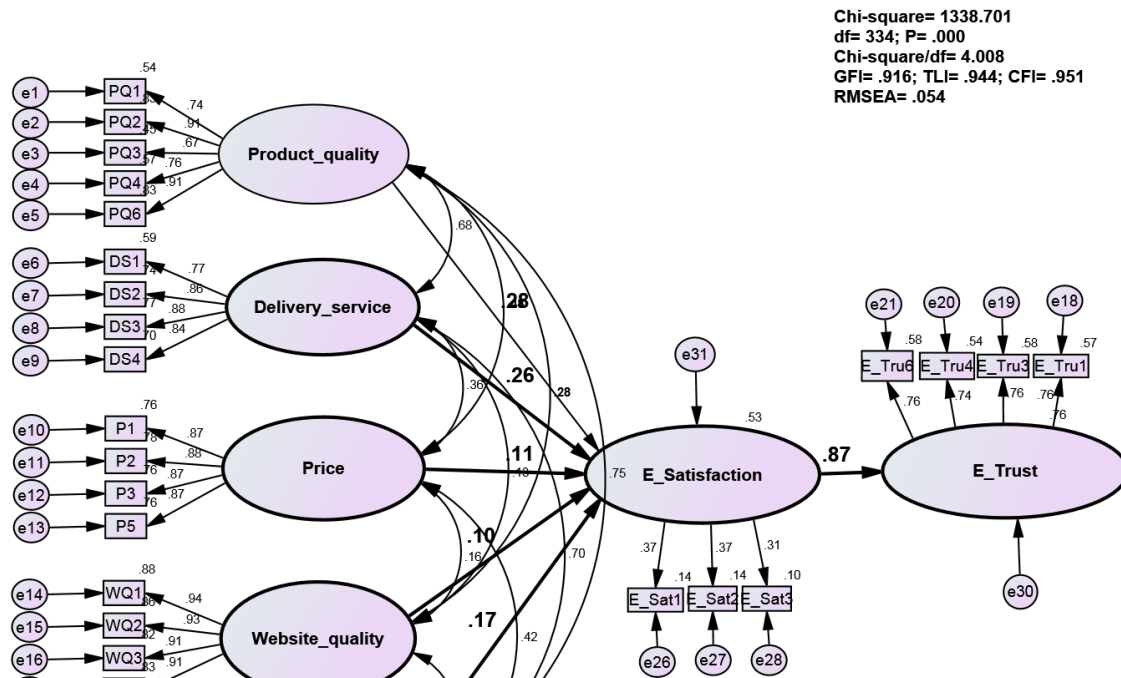 Chi-square= 1338.701
df= 334; P= .000
Chi-square/df= 4.008
GFI= .916; TLI= .944; CFI= .951
RMSEA= .054
.54
e1 PQ1 .74
e2 PQ2 .91
e3 PQ3 .67
e4 PQ4 .76
e5 PQ6 .91
.83
Product_quality
.68
.59
e6 DS1 .77
e7 DS2 .86
e8 DS3 .88
e9 DS4 .84
.70
Delivery_service
.28
.26
.28
.36
.76
e10 P1 .87
e11 P2 .88
e12 P3 .87
e13 P5 .87
.76
Price
.11
.10
.16
.70
.75
.88
e14 WQ1 .94
e15 WQ2 .93
e16 WQ3 .91
.91
.83
Website_quality
.17
.42
e31
.53
E_Satisfaction
.87
.37 .37 .31
.14 .14 .10
E_Sat1 E_Sat2 E_Sat3
e26 e27 e28
e21 e20 e19 e18
.58 .54 .58 .57
E_Tru6 E_Tru4 E_Tru3 E_Tru1
.76 .74 .76 .76
.76
E_Trust
e30